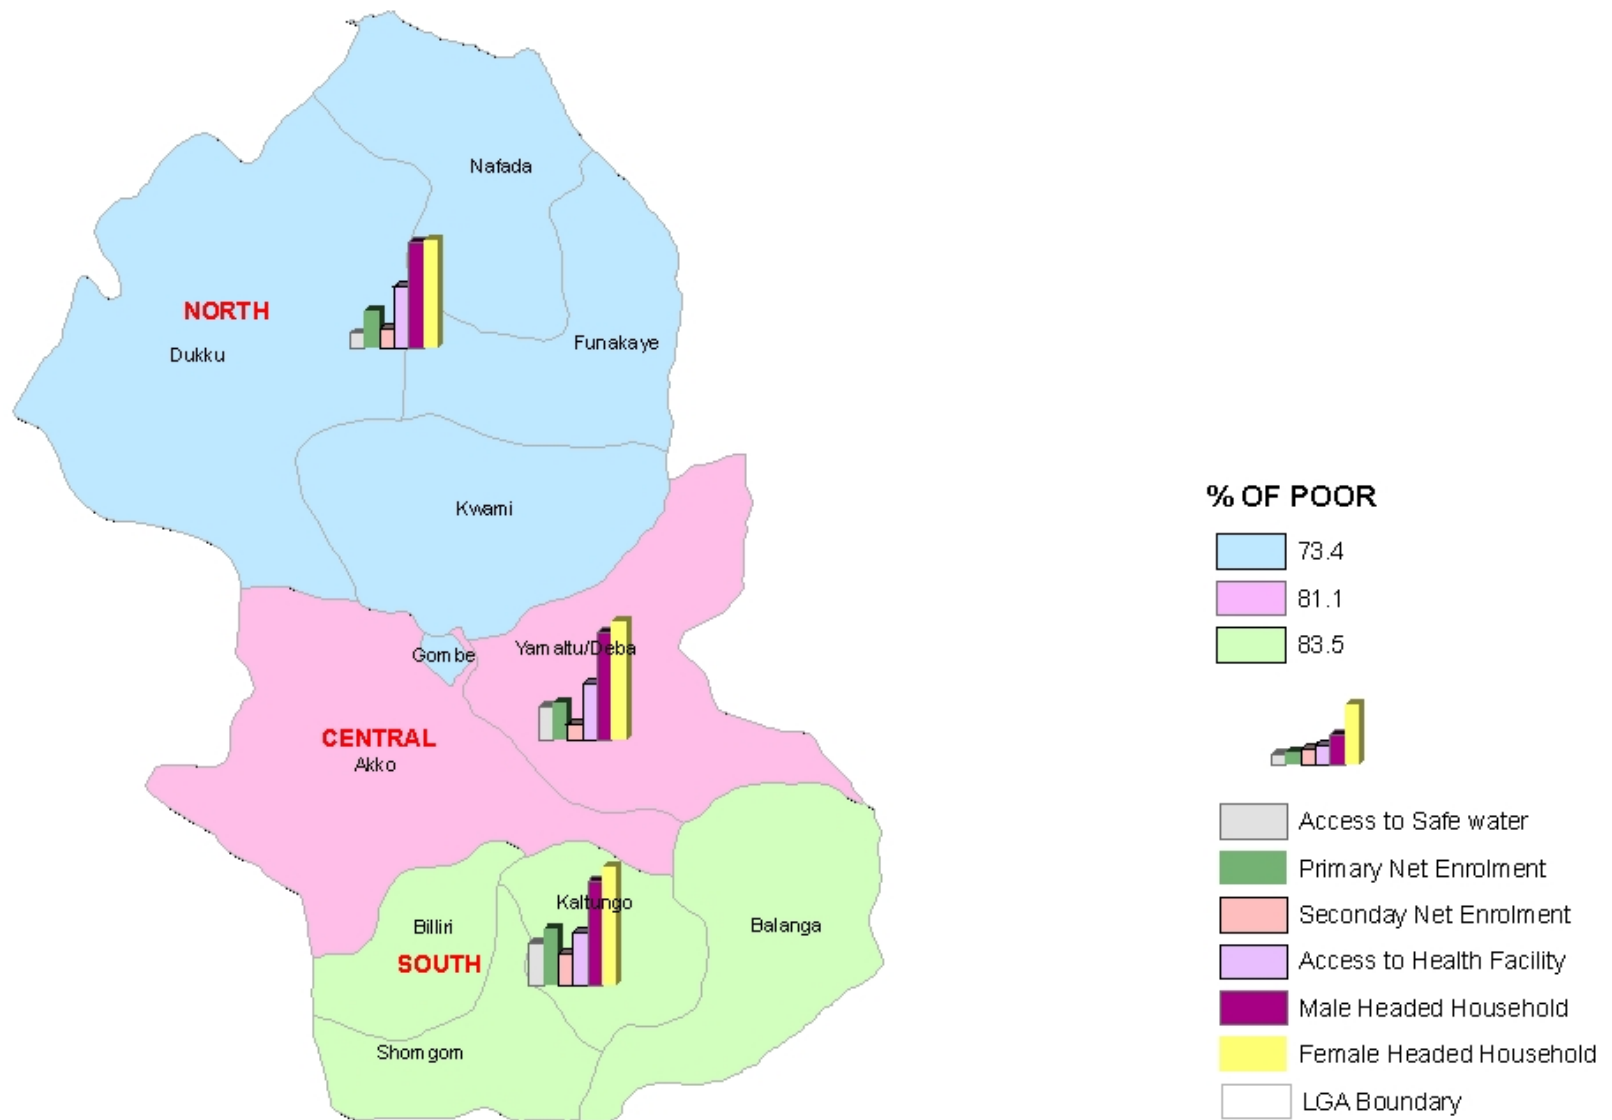 Nafada
NORTH
Dukku
Funakaye
Kwami
Gombe
Yamaltu/Deba
CENTRAL
Akko
Kaltungo
Billiri
Balanga
SOUTH
Shomgom
% OF POOR
73.4
81.1
83.5
Access to Safe water
Primary Net Enrolment
Seconday Net Enrolment
Access to Health Facility
Male Headed Household
Female Headed Household
LGA Boundary